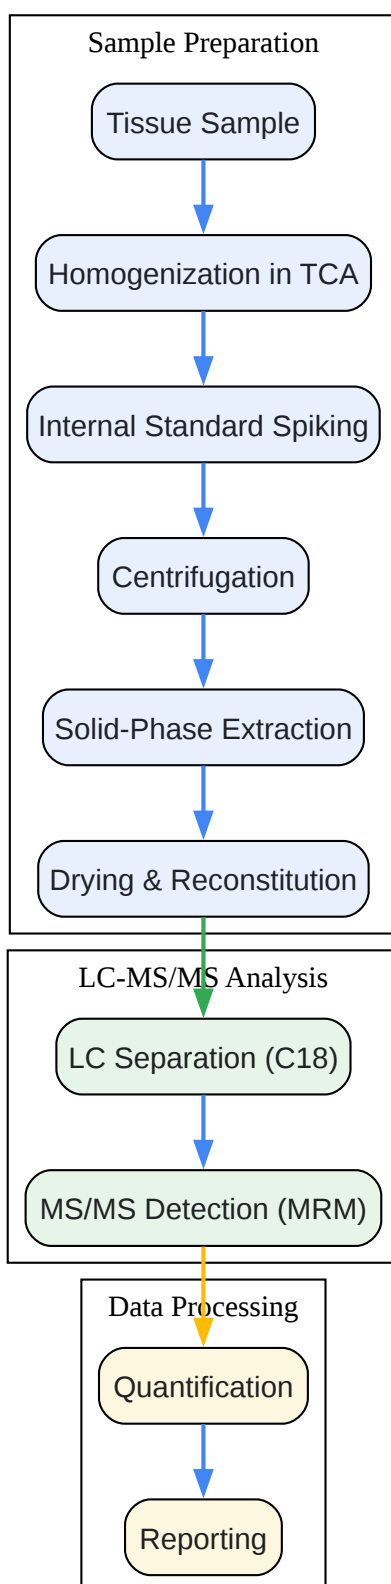 Sample Preparation
Tissue Sample
Homogenization in TCA
Internal Standard Spiking
Centrifugation
Solid-Phase Extraction
Drying & Reconstitution
LC-MS/MS Analysis
LC Separation (C18)
MS/MS Detection (MRM)
Data Processing
Quantification
Reporting